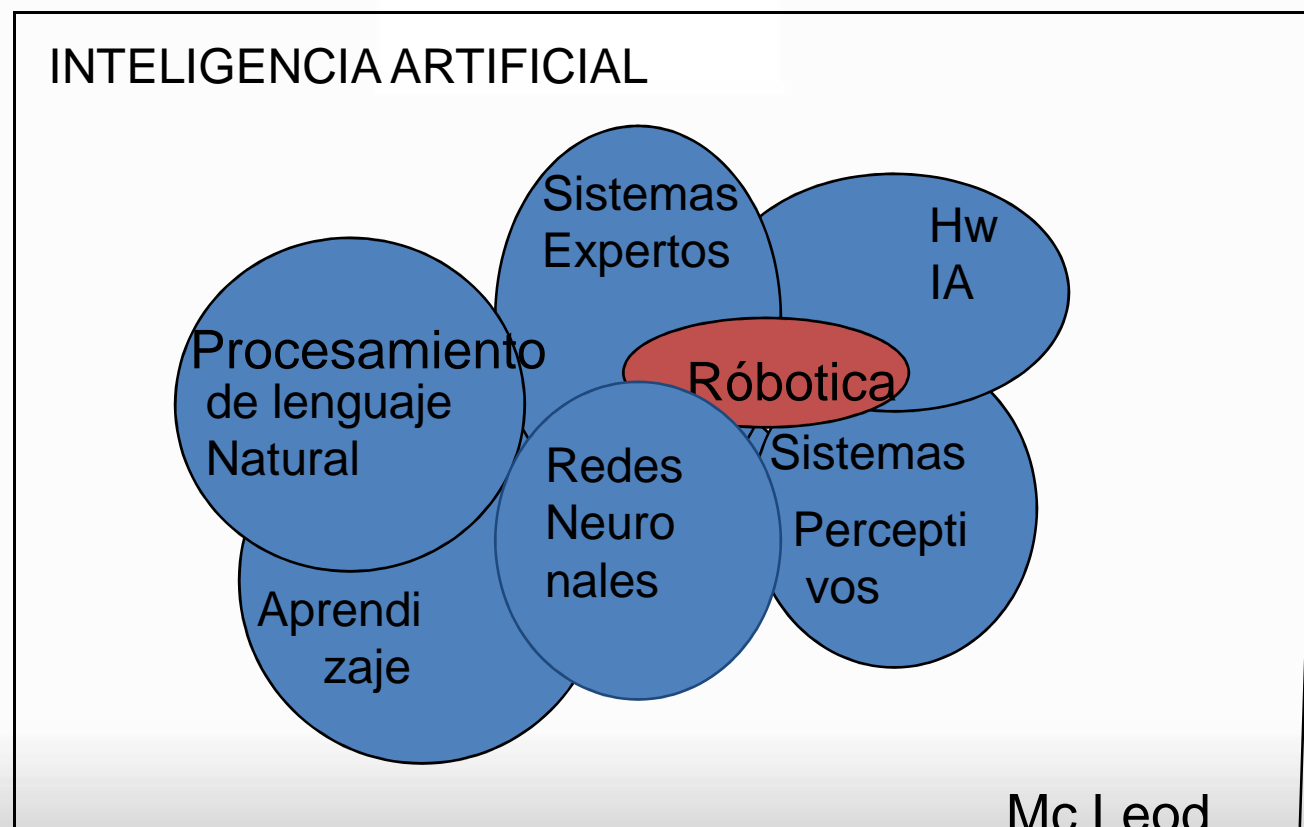 INTELIGENCIA ARTIFICIAL
Sistemas
Expertos
Hw
IA
Procesamiento
de lenguaje
Natural
Róbotica
Redes
Neuro
nales
Sistemas
Percepti
vos
Aprendi
zaje
Mc Leod